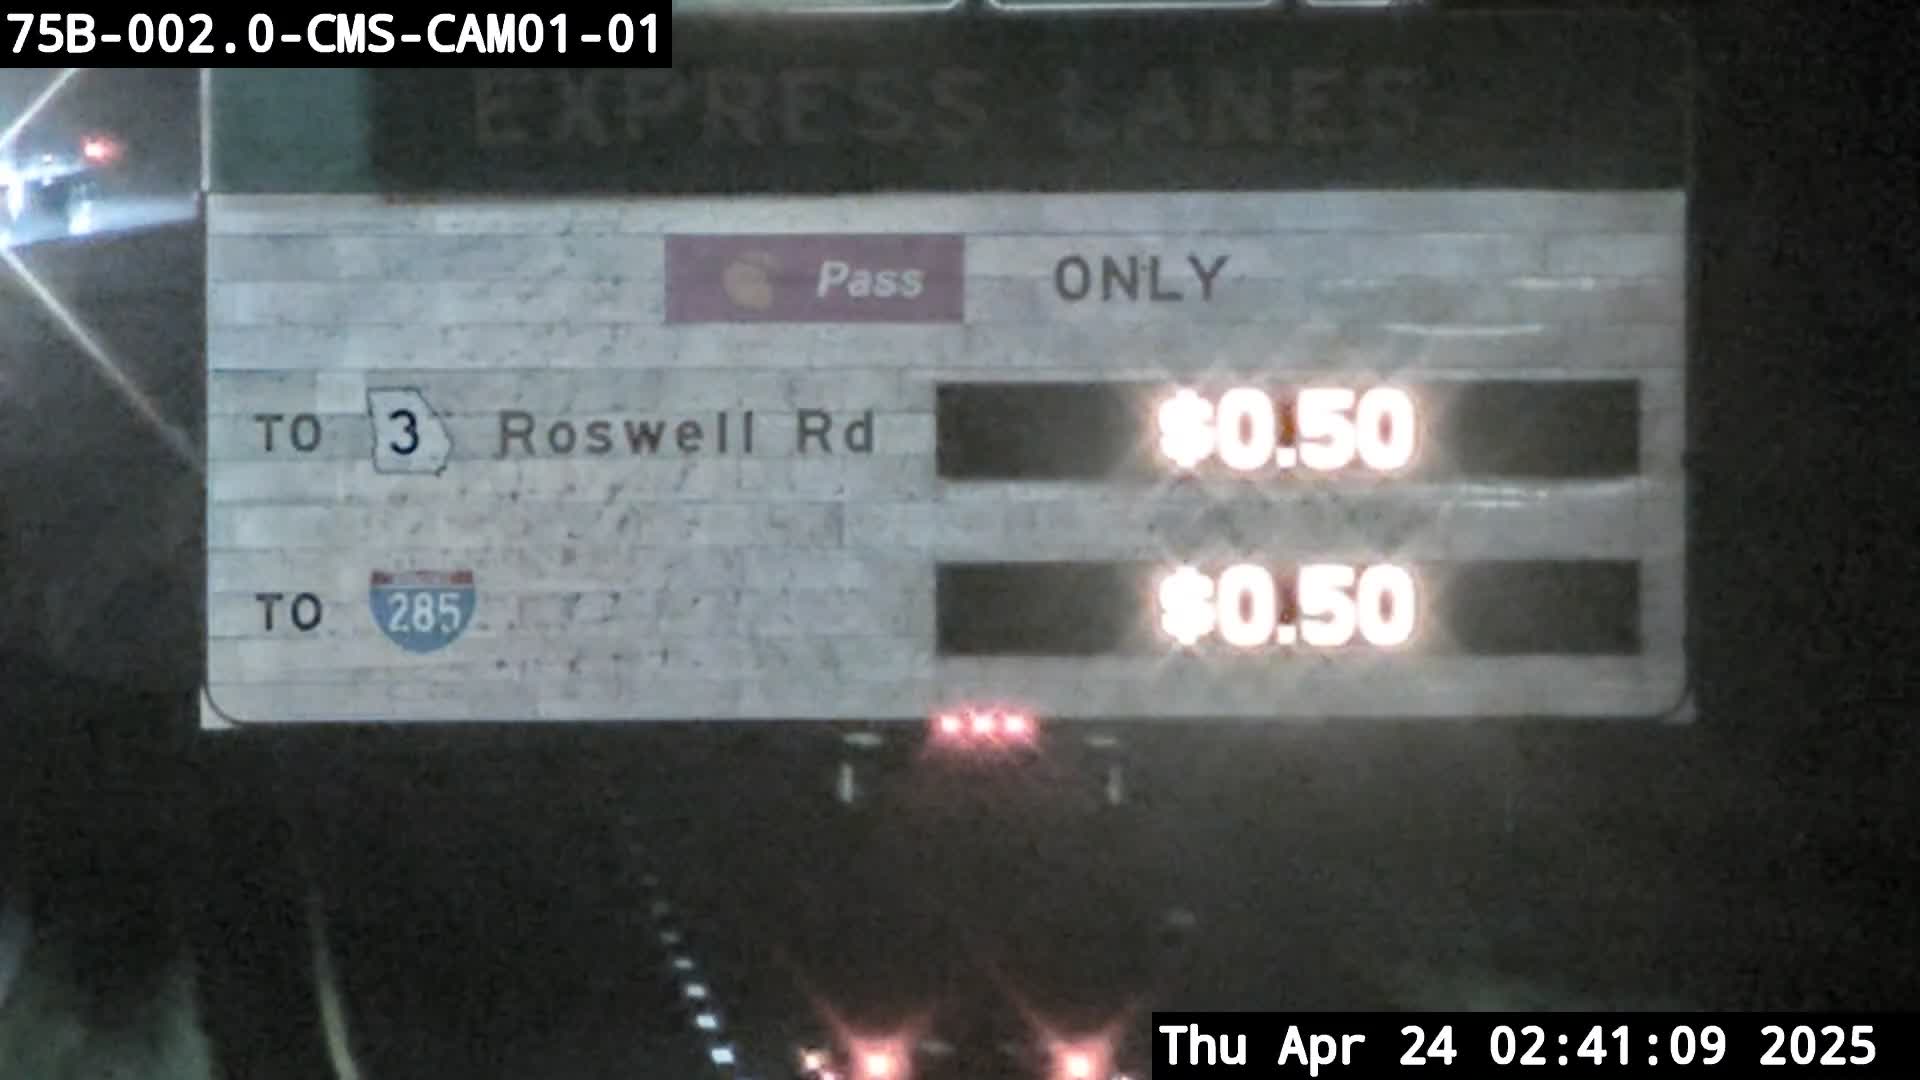 75B-002.0-CMS-CAM01-01
EXPRESS LANES
Pass ONLY
TO 3 Roswell Rd $0.50
TO 285 $0.50
Thu Apr 24 02:41:09 2025